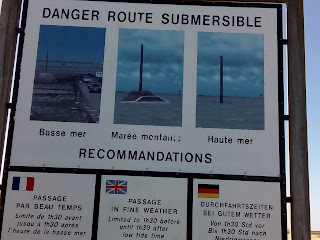 DANGER ROUTE SUBMERSIBLE
Basse mer
Marée montante
Haute mer
RECOMMANDATIONS
PASSAGE
PAR BEAU TEMPS
Limite de 1h30 avant
jusqu'à 1h30 après
l'heure de la basse mer
PASSAGE
IN FINE WEATHER
Limited to 1h30 before
until 1h30 after
low tide time
DURCHFAHRTSZEITEN
BEI GUTEM WETTER
Von 1h30 Std vor
Bis 1h30 Std nach